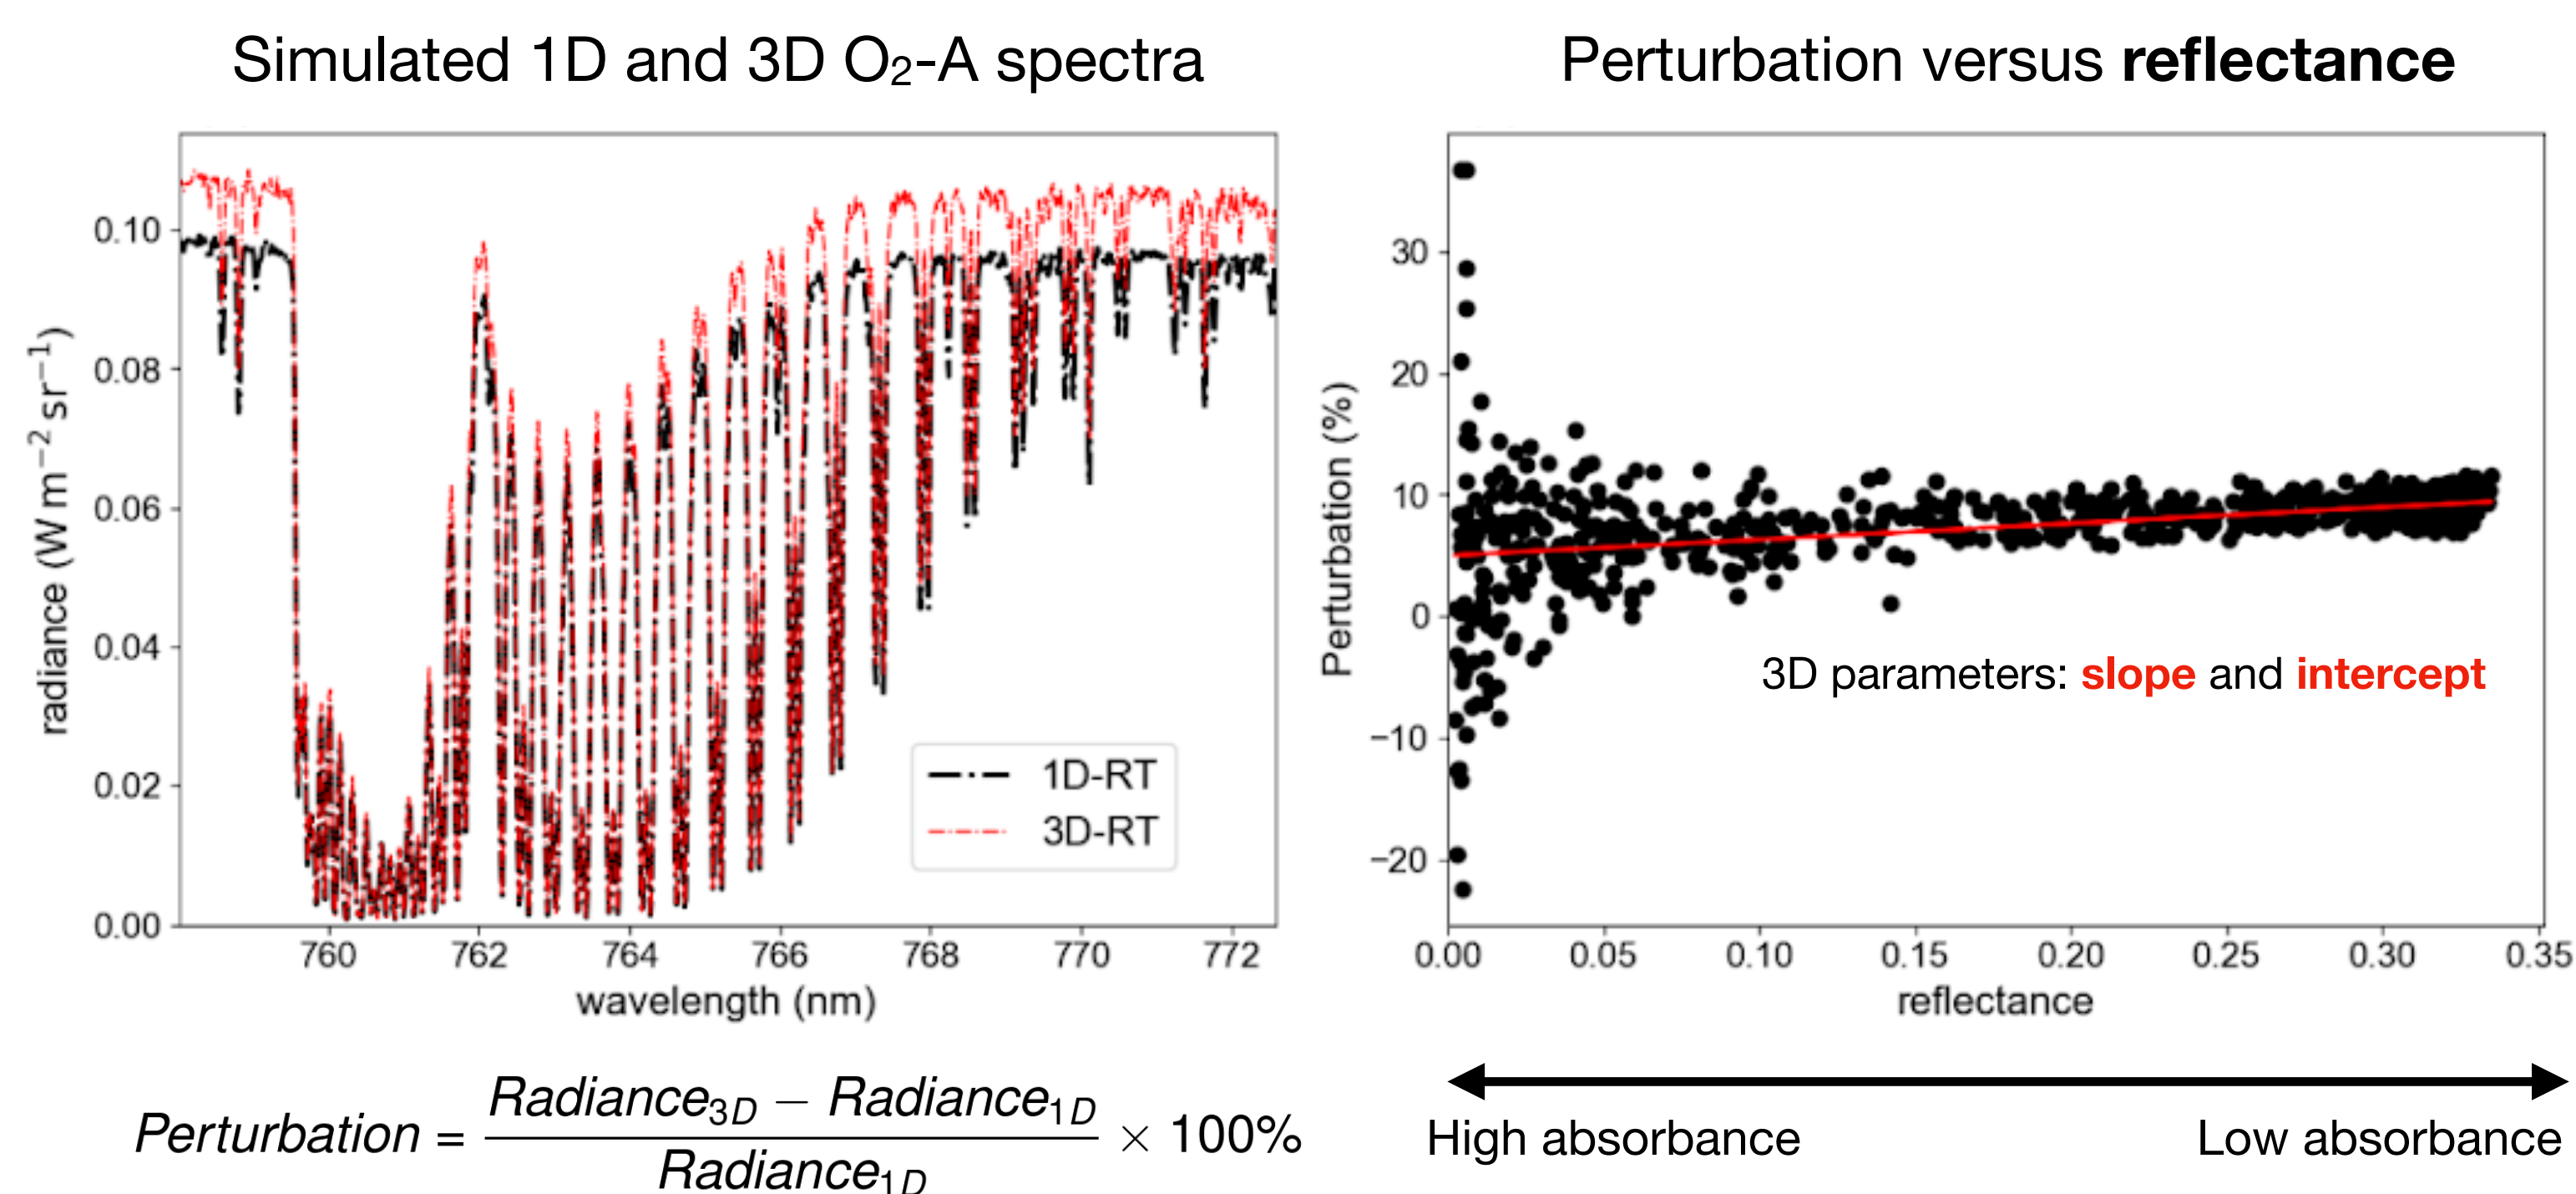 Simulated 1D and 3D O₂-A spectra
radiance (W m⁻² sr⁻¹)
0.10
0.08
0.06
0.04
0.02
0.00
760 762 764 766 768 770 772
wavelength (nm)
1D-RT
3D-RT
Perturbation = (Radiance₃D − Radiance₁D) / Radiance₁D × 100%
Perturbation versus reflectance
Perturbation (%)
30
20
10
0
−10
−20
3D parameters: slope and intercept
0.00 0.05 0.10 0.15 0.20 0.25 0.30 0.35
reflectance
High absorbance Low absorbance